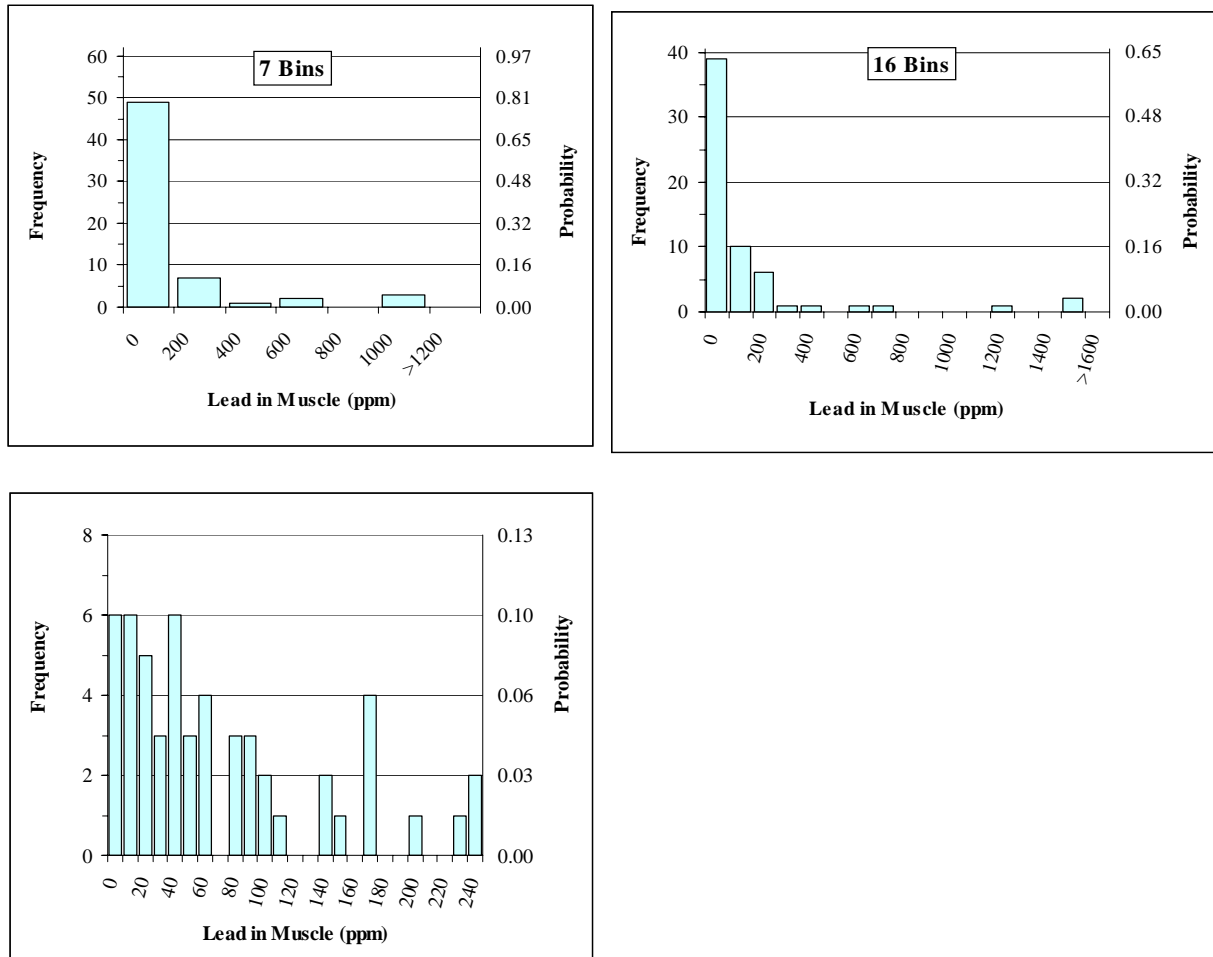 7 Bins
60
50
40
30
20
10
0
0.97
0.81
0.65
0.48
0.32
0.16
0.00
Frequency
Probability
0 200 400 600 800 1000 >1200
Lead in Muscle (ppm)
16 Bins
40
30
20
10
0
0.65
0.48
0.32
0.16
0.00
Frequency
Probability
0 200 400 600 800 1000 1200 1400 >1600
Lead in Muscle (ppm)
8
6
4
2
0
0.13
0.10
0.06
0.03
0.00
Frequency
Probability
0 20 40 60 80 100 120 140 160 180 200 220 240
Lead in Muscle (ppm)